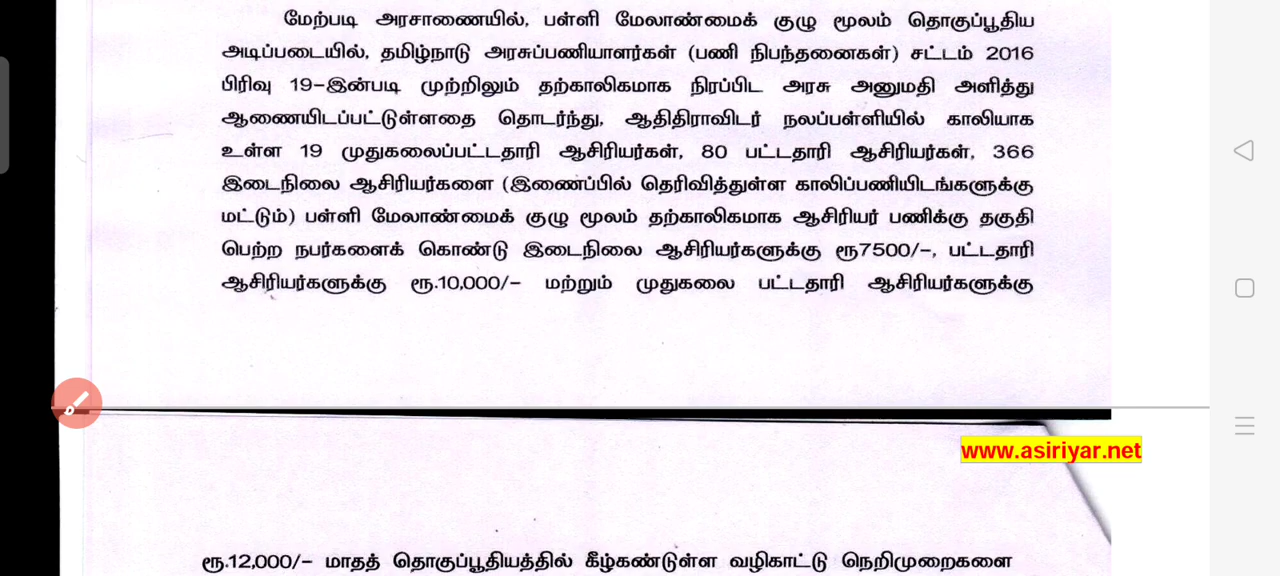 மேற்படி அரசாணையில், பள்ளி மேலாண்மைக் குழு மூலம் தொகுப்பூதிய
அடிப்படையில், தமிழ்நாடு அரசுப்பணியாளர்கள் (பணி நிபந்தனைகள்) சட்டம் 2016
பிரிவு 19-இன்படி முற்றிலும் தற்காலிகமாக நிரப்பிட அரசு அனுமதி அளித்து
ஆணையிடப்பட்டுள்ளதை தொடர்ந்து, ஆதிதிராவிடர் நலப்பள்ளியில் காலியாக
உள்ள 19 முதுகலைப்பட்டதாரி ஆசிரியர்கள், 80 பட்டதாரி ஆசிரியர்கள், 366
இடைநிலை ஆசிரியர்களை (இணைப்பில் தெரிவித்துள்ள காலிப்பணியிடங்களுக்கு
மட்டும்) பள்ளி மேலாண்மைக் குழு மூலம் தற்காலிகமாக ஆசிரியர் பணிக்கு தகுதி
பெற்ற நபர்களைக் கொண்டு இடைநிலை ஆசிரியர்களுக்கு ரூ7500/-, பட்டதாரி
ஆசிரியர்களுக்கு ரூ.10,000/- மற்றும் முதுகலை பட்டதாரி ஆசிரியர்களுக்கு
www.asiriyar.net
ரூ.12,000/- மாதத் தொகுப்பூதியத்தில் கீழ்கண்டுள்ள வழிகாட்டு நெறிமுறைகளை